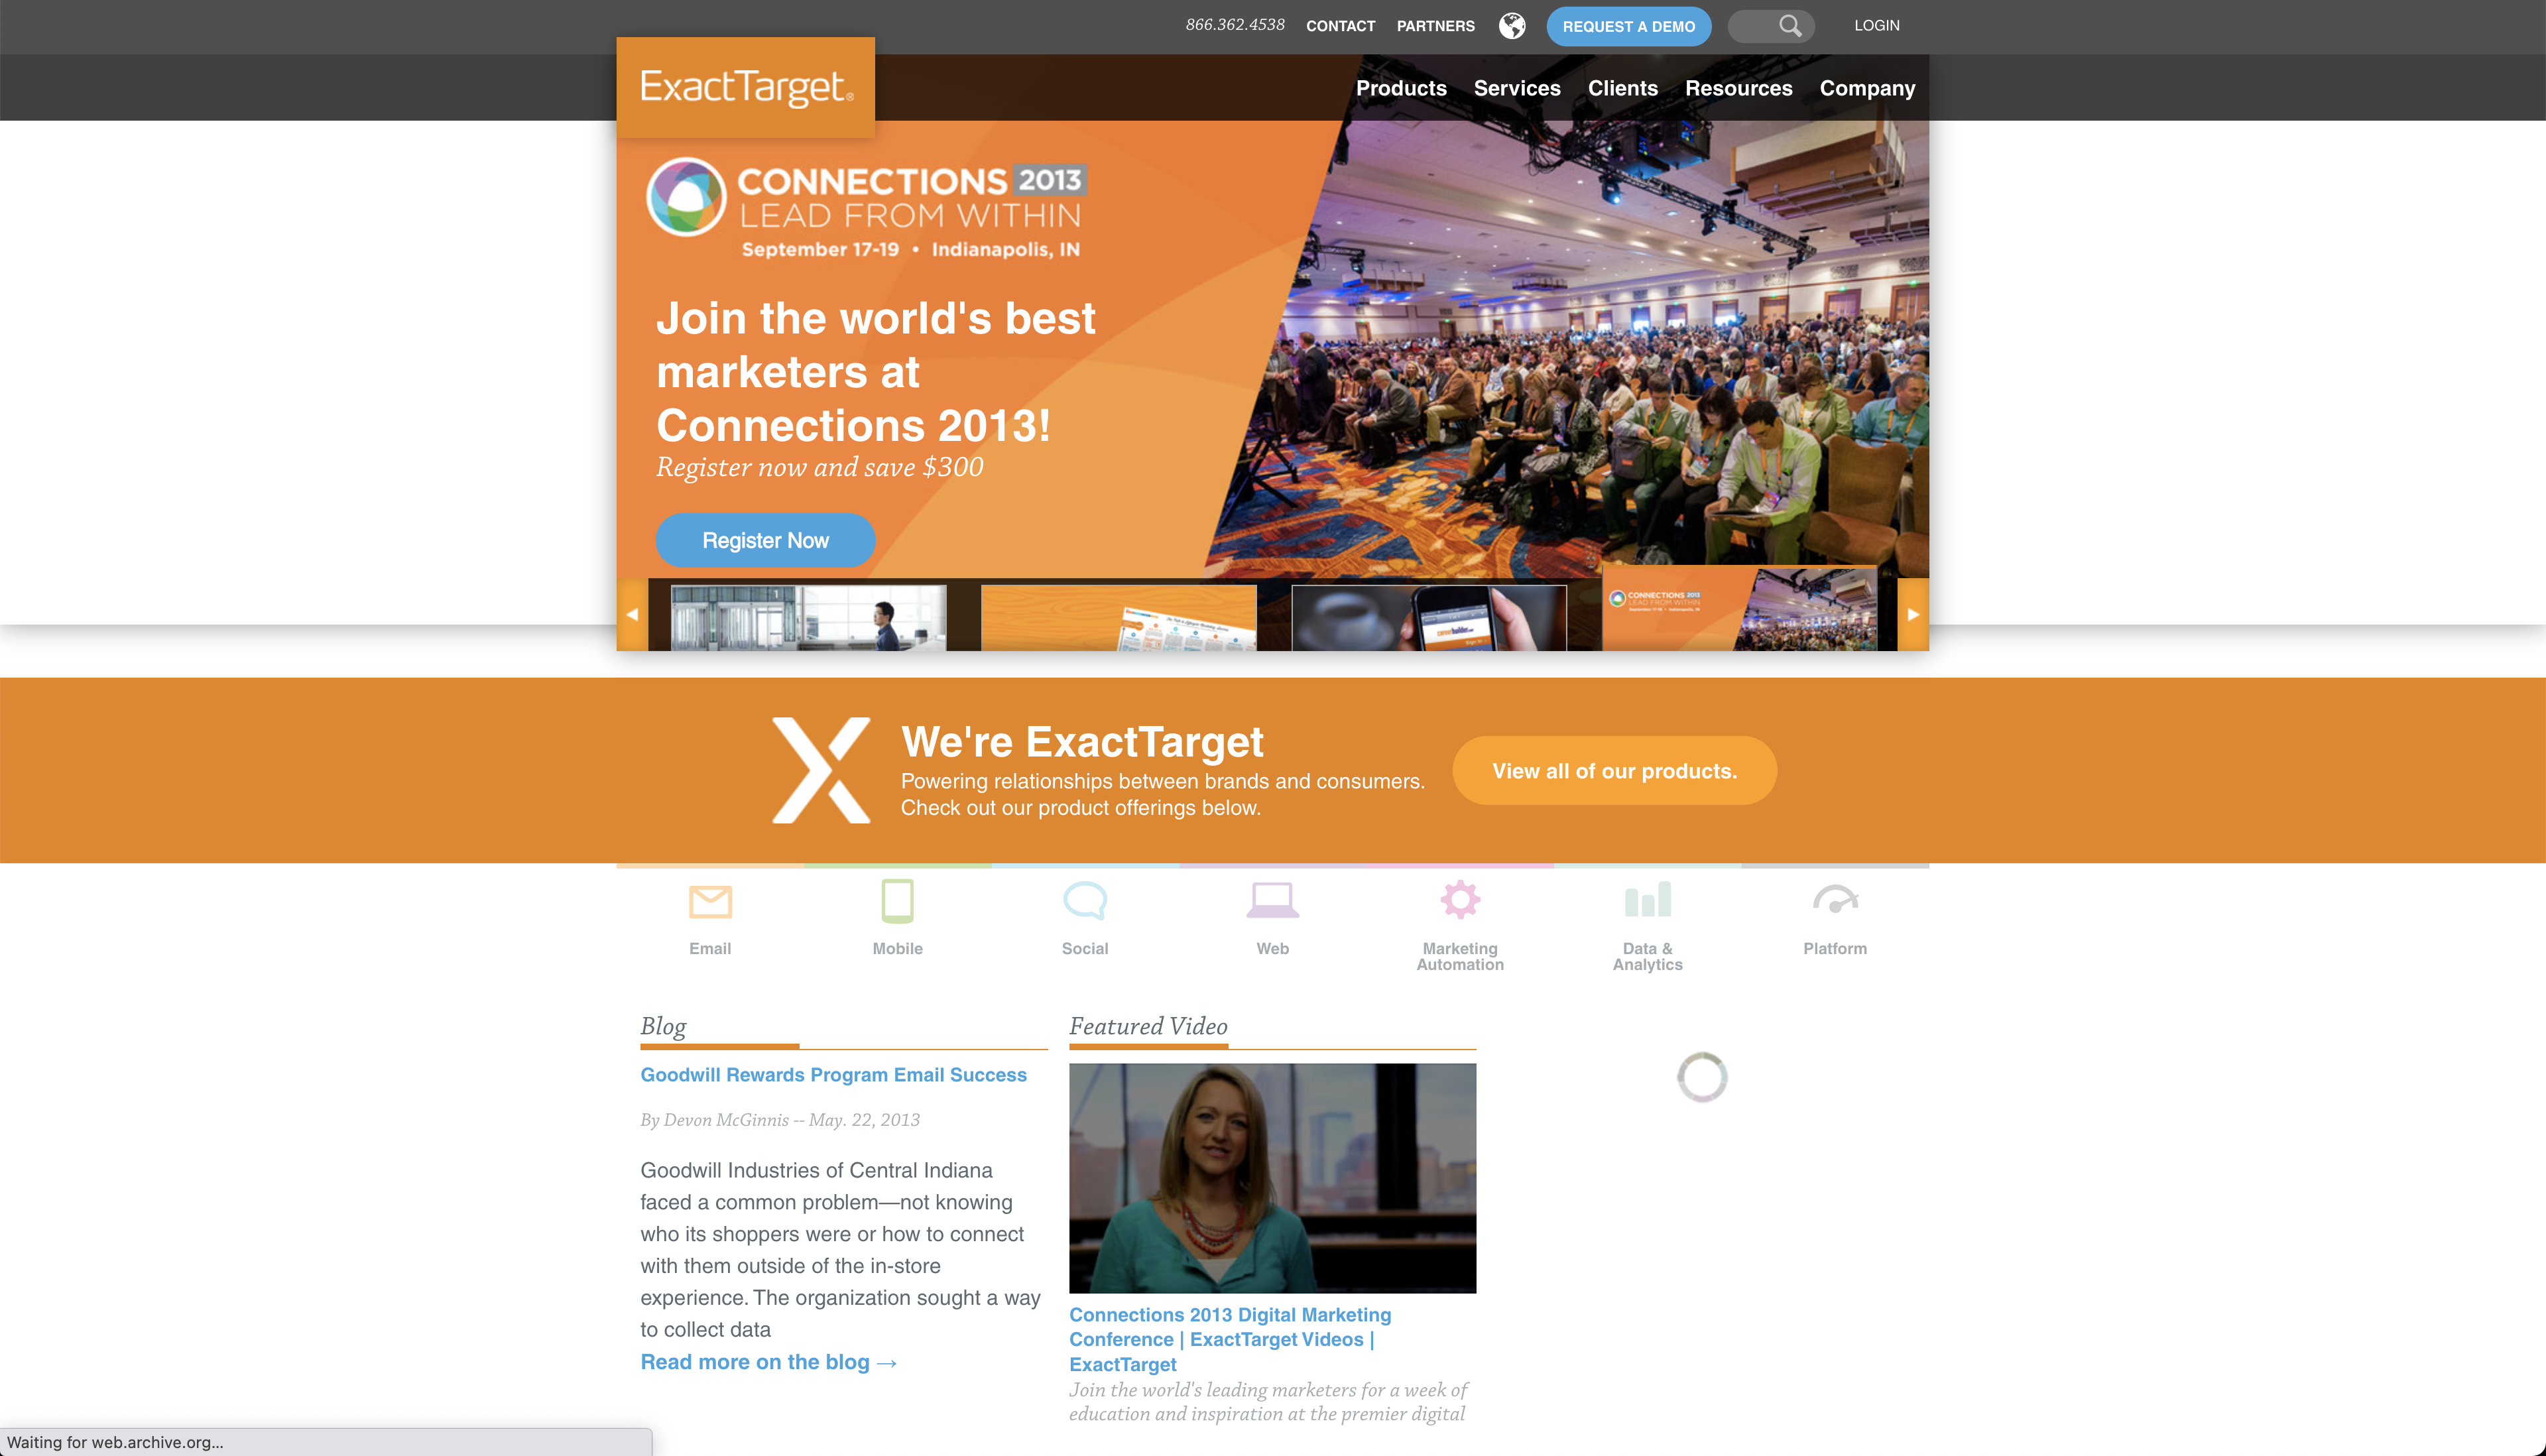 866.362.4538 CONTACT PARTNERS REQUEST A DEMO LOGIN
ExactTarget®
Products Services Clients Resources Company
CONNECTIONS 2013
LEAD FROM WITHIN
September 17-19 • Indianapolis, IN
Join the world's best
marketers at
Connections 2013!
Register now and save $300
Register Now
CONNECTIONS 2013
LEAD FROM WITHIN
We're ExactTarget
Powering relationships between brands and consumers.
Check out our product offerings below.
View all of our products.
Email
Mobile
Social
Web
Marketing
Automation
Data &
Analytics
Platform
Blog
Goodwill Rewards Program Email Success
By Devon McGinnis -- May. 22, 2013
Goodwill Industries of Central Indiana
faced a common problem—not knowing
who its shoppers were or how to connect
with them outside of the in-store
experience. The organization sought a way
to collect data
Read more on the blog →
Featured Video
Connections 2013 Digital Marketing
Conference | ExactTarget Videos |
ExactTarget
Join the world's leading marketers for a week of
education and inspiration at the premier digital
Waiting for web.archive.org...